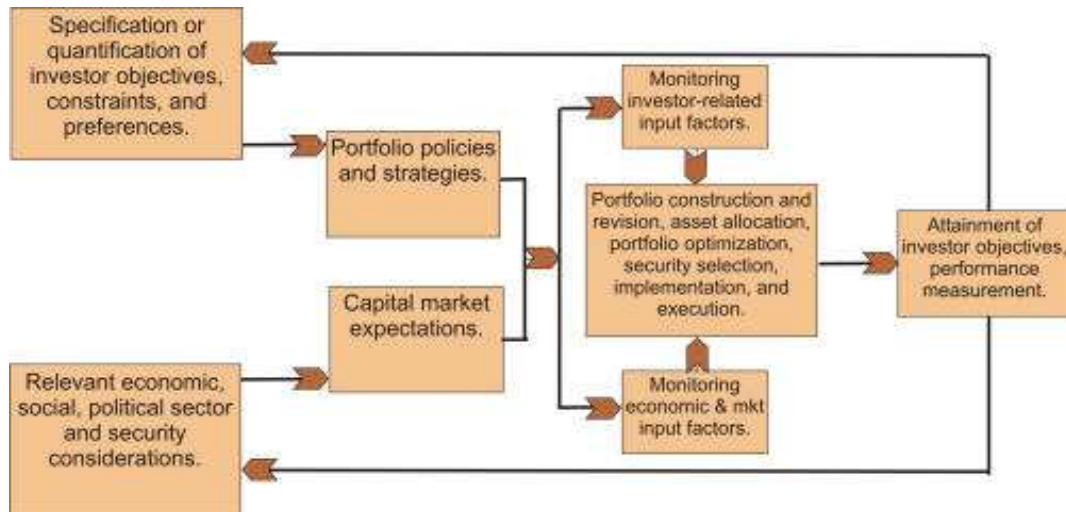 Specification or
quantification of
investor objectives,
constraints, and
preferences.
Portfolio policies
and strategies.
Capital market
expectations.
Relevant economic,
social, political sector
and security
considerations.
Monitoring
investor-related
input factors.
Portfolio construction and
revision, asset allocation,
portfolio optimization,
security selection,
implementation, and
execution.
Monitoring
economic & mkt
input factors.
Attainment of
investor objectives,
performance
measurement.